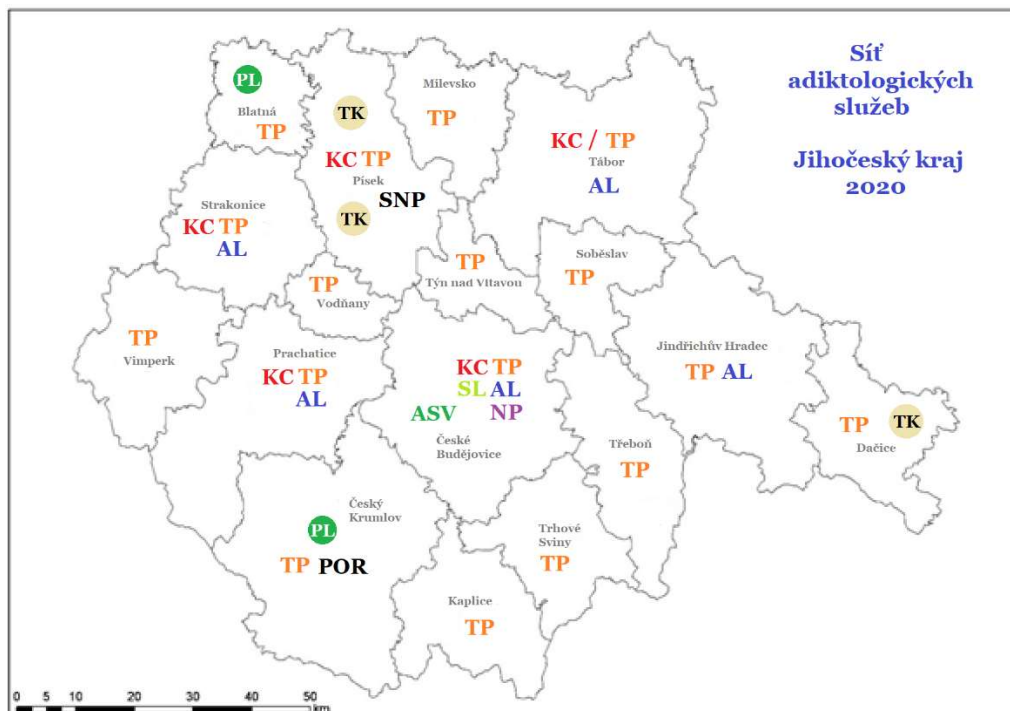 Síť
adiktologických
služeb
Jihočeský kraj
2020
PL
Blatná
TP
TK
KC TP
Písek
SNP
TK
Milevsko
TP
KC / TP
Tábor
AL
Strakonice
KC TP
AL
TP
Vodňany
TP
Týn nad Vltavou
Soběslav
TP
TP
Vimperk
Prachatice
KC TP
AL
KC TP
SL AL
ASV NP
České
Budějovice
Jindřichův Hradec
TP AL
TP TK
Dačice
Třeboň
TP
Český
Krumlov
PL
TP POR
Trhové
Sviny
TP
Kaplice
TP
0 5 10 20 30 40 50
km